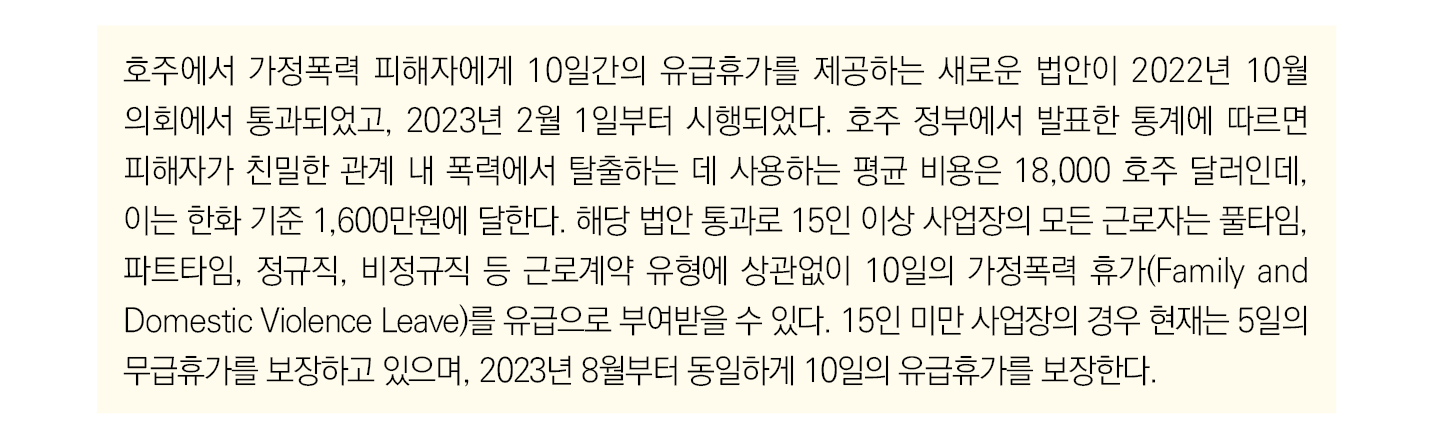 호주에서 가정폭력 피해자에게 10일간의 유급휴가를 제공하는 새로운 법안이 2022년 10월
의회에서 통과되었고, 2023년 2월 1일부터 시행되었다. 호주 정부에서 발표한 통계에 따르면
피해자가 친밀한 관계 내 폭력에서 탈출하는 데 사용하는 평균 비용은 18,000 호주 달러인데,
이는 한화 기준 1,600만원에 달한다. 해당 법안 통과로 15인 이상 사업장의 모든 근로자는 풀타임,
파트타임, 정규직, 비정규직 등 근로계약 유형에 상관없이 10일의 가정폭력 휴가(Family and
Domestic Violence Leave)를 유급으로 부여받을 수 있다. 15인 미만 사업장의 경우 현재는 5일의
무급휴가를 보장하고 있으며, 2023년 8월부터 동일하게 10일의 유급휴가를 보장한다.